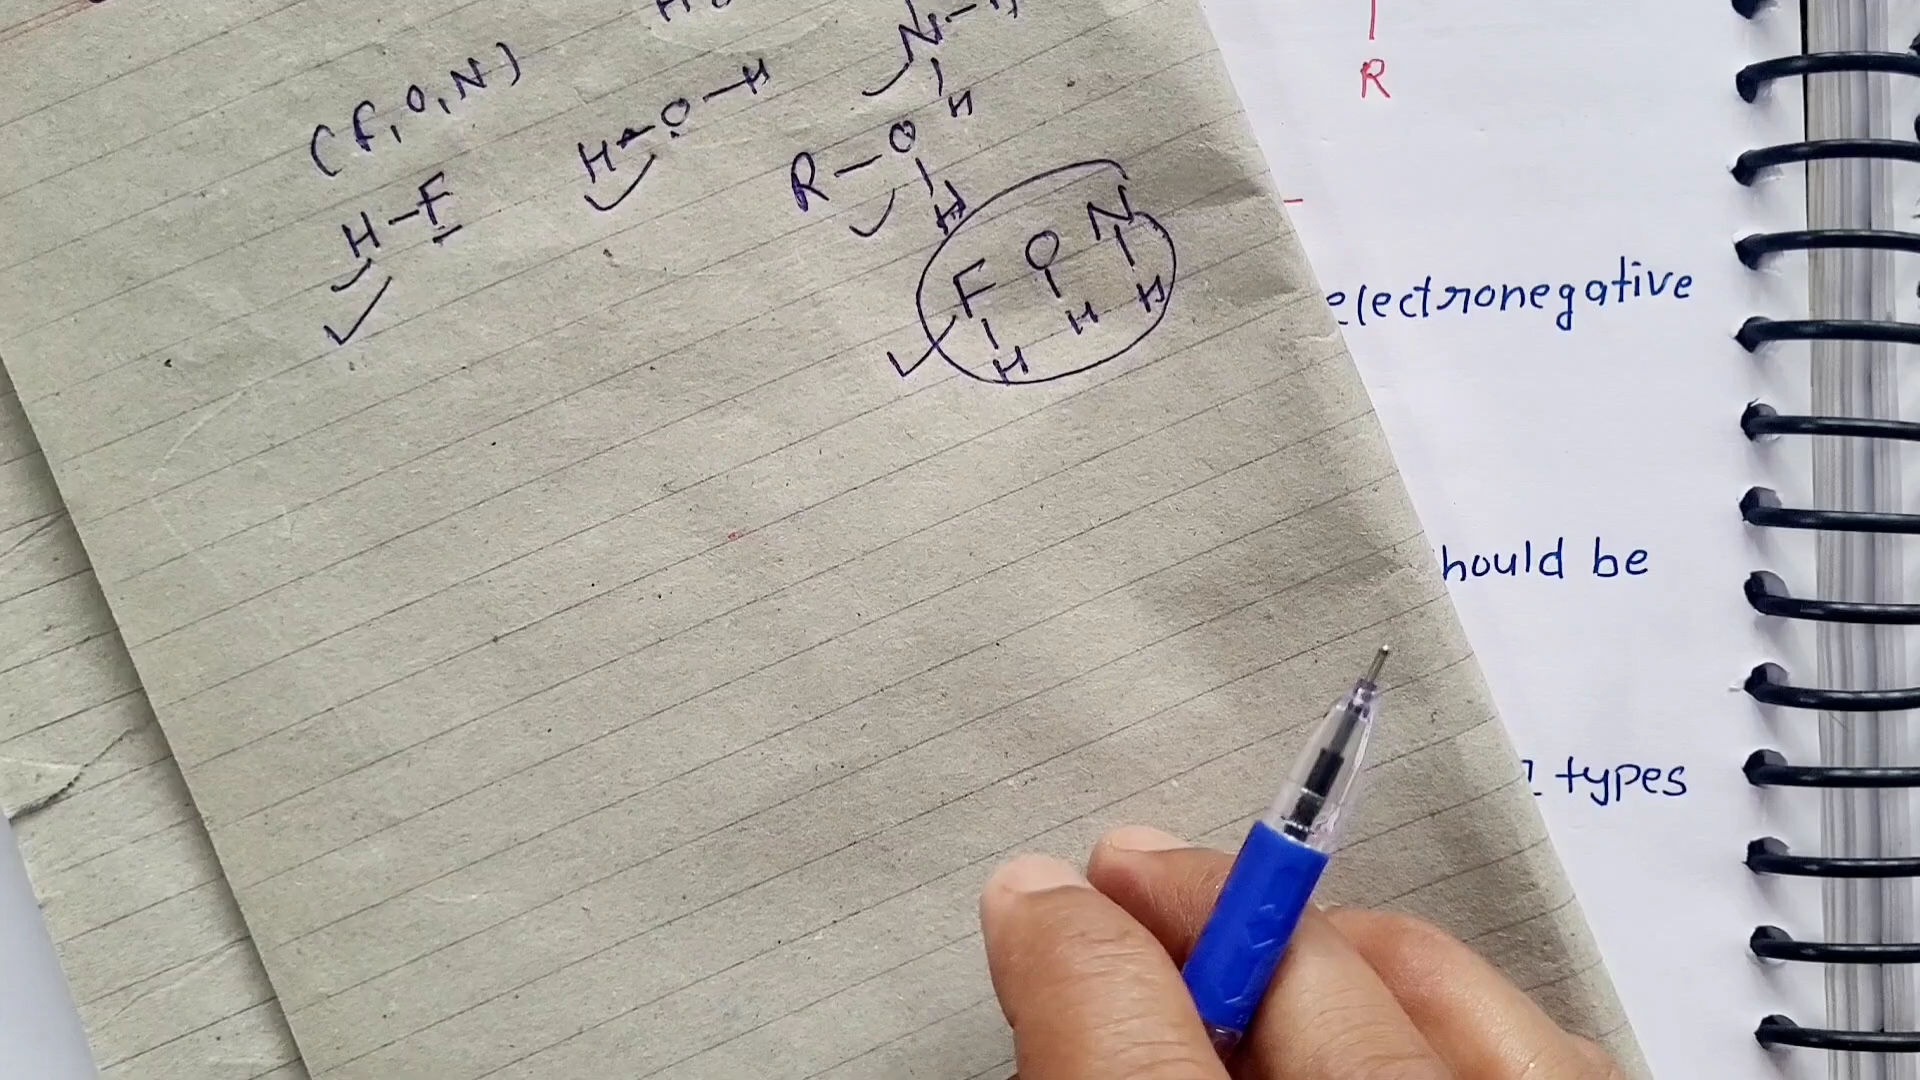 (F, O, N)
H-F
H-O-H
N-
H
R-O
H
F O N
H H H
R
electronegative
hould be
types